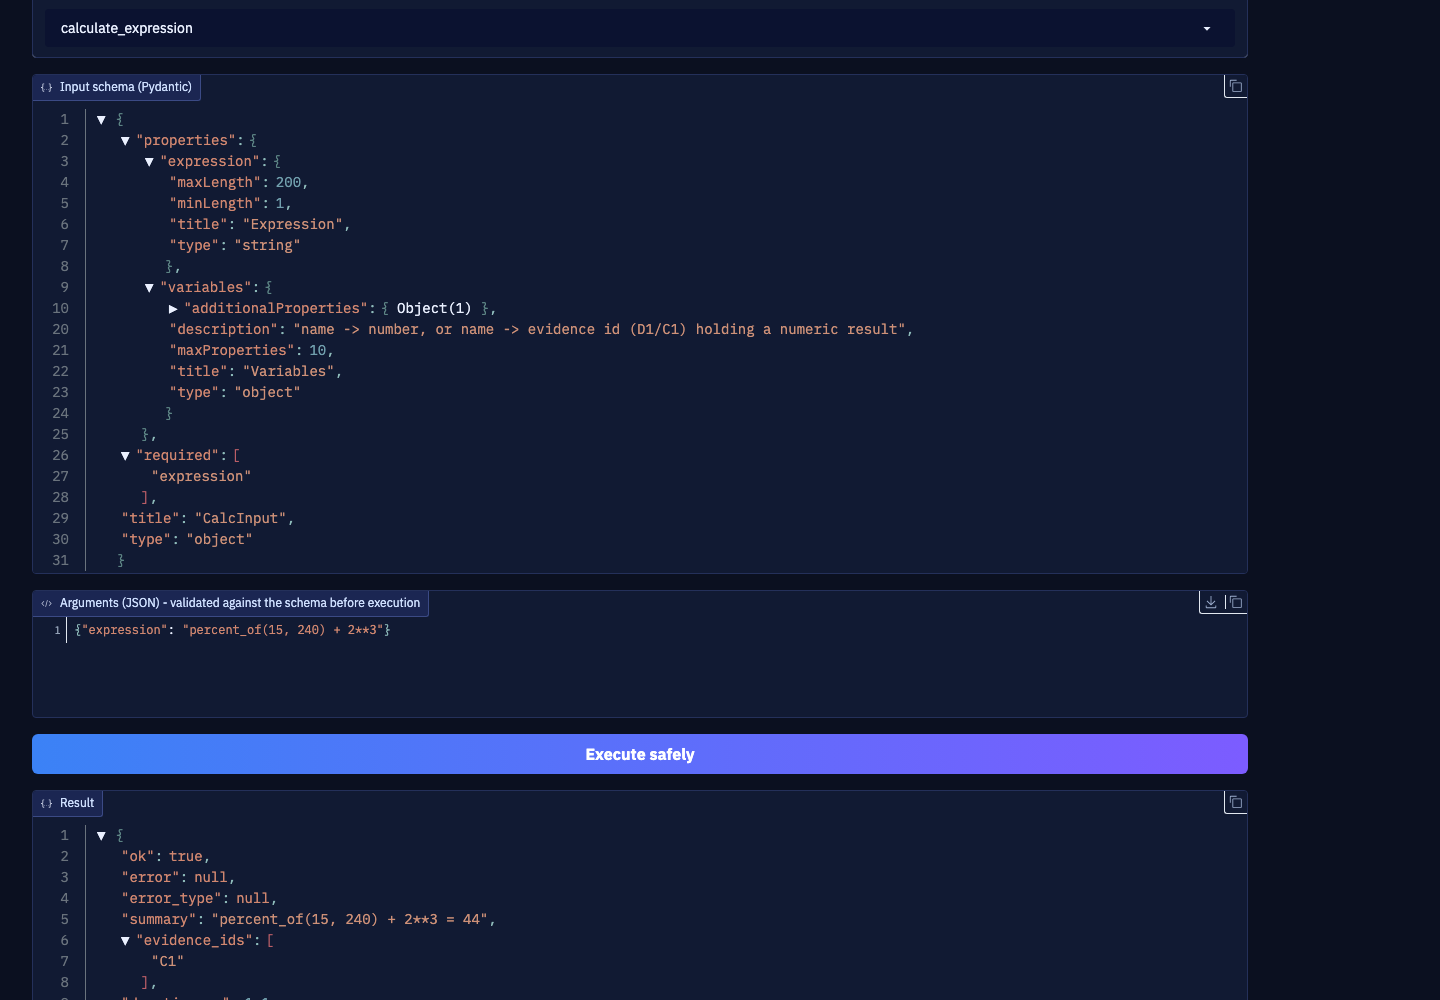 calculate_expression
Input schema (Pydantic)
1 ▼ {
2 ▼ "properties": {
3 ▼ "expression": {
4 "maxLength": 200,
5 "minLength": 1,
6 "title": "Expression",
7 "type": "string"
8 },
9 ▼ "variables": {
10 ▶ "additionalProperties": { Object(1) },
20 "description": "name -> number, or name -> evidence id (D1/C1) holding a numeric result",
21 "maxProperties": 10,
22 "title": "Variables",
23 "type": "object"
24 }
25 },
26 ▼ "required": [
27 "expression"
28 ],
29 "title": "CalcInput",
30 "type": "object"
31 }
Arguments (JSON) - validated against the schema before execution
1 {"expression": "percent_of(15, 240) + 2**3"}
Execute safely
Result
1 ▼ {
2 "ok": true,
3 "error": null,
4 "error_type": null,
5 "summary": "percent_of(15, 240) + 2**3 = 44",
6 ▼ "evidence_ids": [
7 "C1"
8 ],